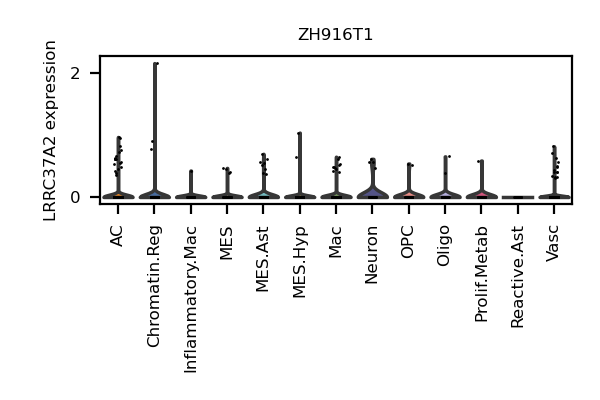 ZH916T1
LRRC37A2 expression
2
0
AC
Chromatin.Reg
Inflammatory.Mac
MES
MES.Ast
MES.Hyp
Mac
Neuron
OPC
Oligo
Prolif.Metab
Reactive.Ast
Vasc